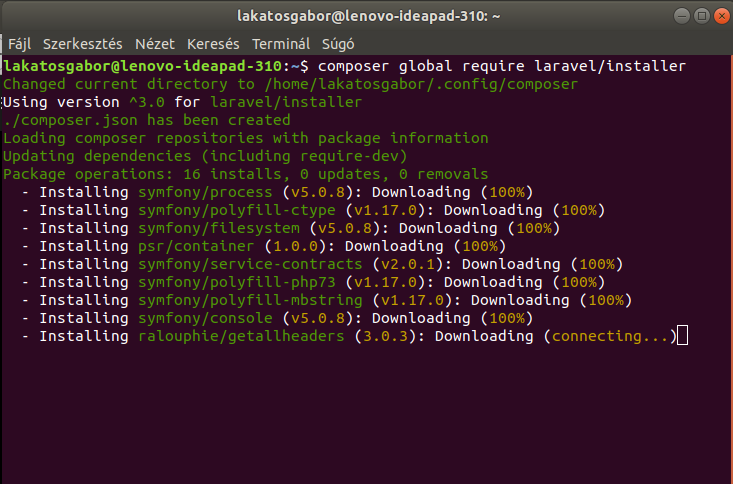 lakatosgabor@lenovo-ideapad-310: ~
Fájl Szerkesztés Nézet Keresés Terminál Súgó
lakatosgabor@lenovo-ideapad-310:~$ composer global require laravel/installer
Changed current directory to /home/lakatosgabor/.config/composer
Using version ^3.0 for laravel/installer
./composer.json has been created
Loading composer repositories with package information
Updating dependencies (including require-dev)
Package operations: 16 installs, 0 updates, 0 removals
  - Installing symfony/process (v5.0.8): Downloading (100%)
  - Installing symfony/polyfill-ctype (v1.17.0): Downloading (100%)
  - Installing symfony/filesystem (v5.0.8): Downloading (100%)
  - Installing psr/container (1.0.0): Downloading (100%)
  - Installing symfony/service-contracts (v2.0.1): Downloading (100%)
  - Installing symfony/polyfill-php73 (v1.17.0): Downloading (100%)
  - Installing symfony/polyfill-mbstring (v1.17.0): Downloading (100%)
  - Installing symfony/console (v5.0.8): Downloading (100%)
  - Installing ralouphie/getallheaders (3.0.3): Downloading (connecting...)